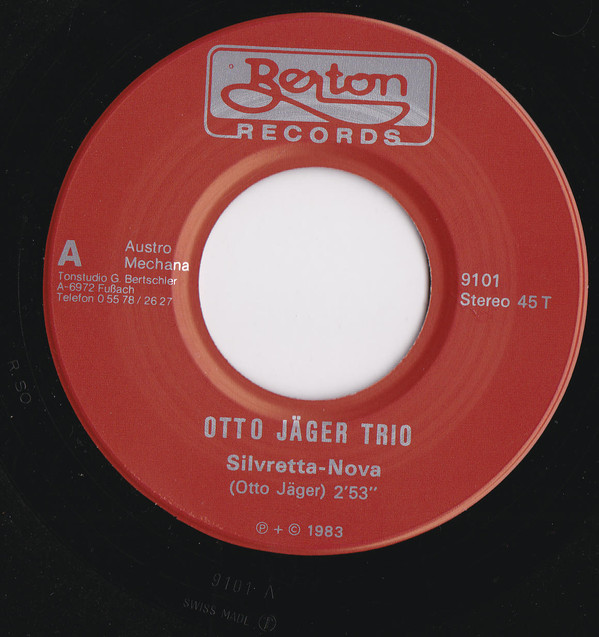 Berton
RECORDS
A
Austro
Mechana
Tonstudio G. Bertschler
A-6972 Fußach
Telefon 0 55 78 / 26 27
9101
Stereo 45 T
OTTO JÄGER TRIO
Silvretta-Nova
(Otto Jäger) 2'53"
℗ + © 1983
R.SO
9101-A
SWISS MADE